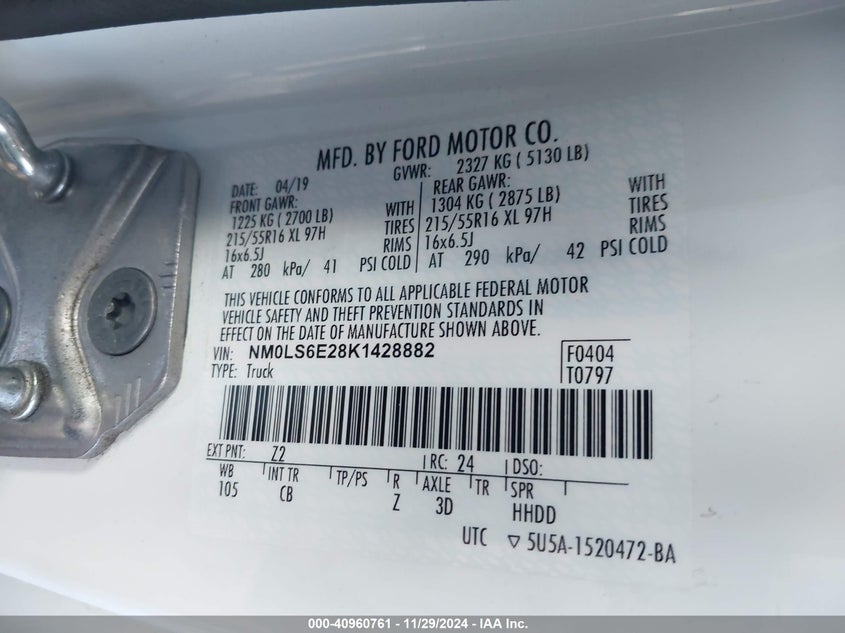 MFD. BY FORD MOTOR CO.
DATE: 04/19 GVWR: 2327 KG ( 5130 LB)
FRONT GAWR: REAR GAWR:
1225 KG ( 2700 LB) WITH 1304 KG ( 2875 LB) WITH
215/55R16 XL 97H TIRES 215/55R16 XL 97H TIRES
16x6.5J RIMS 16x6.5J RIMS
AT 280 kPa/ 41 PSI COLD AT 290 kPa/ 42 PSI COLD
THIS VEHICLE CONFORMS TO ALL APPLICABLE FEDERAL MOTOR
VEHICLE SAFETY AND THEFT PREVENTION STANDARDS IN
EFFECT ON THE DATE OF MANUFACTURE SHOWN ABOVE.
VIN: NM0LS6E28K1428882 F0404
TYPE: Truck T0797
EXT PNT: Z2 RC: 24 DSO:
WB INT TR TP/PS R AXLE TR SPR
105 CB Z 3D HHDD
UTC ▽ 5U5A-1520472-BA
000-40960761 - 11/29/2024 - IAA Inc.